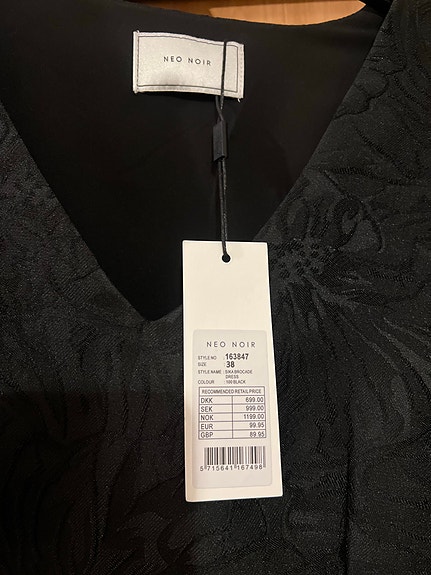 NEO NOIR
NEO NOIR
STYLE NO : 163847
SIZE : 38
STYLE NAME : SIKA BROCADE
DRESS
COLOUR : 100 BLACK
RECOMMENDED RETAIL PRICE
DKK 699.00
SEK 999.00
NOK 1199.00
EUR 99.95
GBP 89.95
5 715641 167498